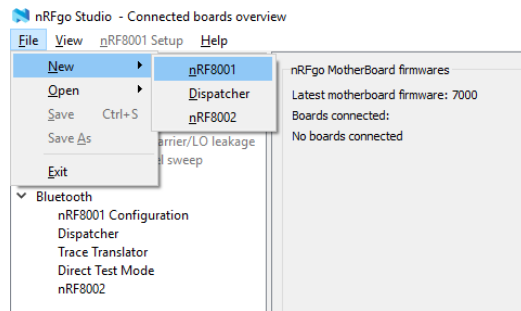 nRFgo Studio - Connected boards overview
File View nRF8001 Setup Help
New
Open
Save Ctrl+S
Save As
Exit
nRF8001
Dispatcher
nRF8002
arrier/LO leakage
el sweep
Bluetooth
nRF8001 Configuration
Dispatcher
Trace Translator
Direct Test Mode
nRF8002
nRFgo MotherBoard firmwares
Latest motherboard firmware: 7000
Boards connected:
No boards connected